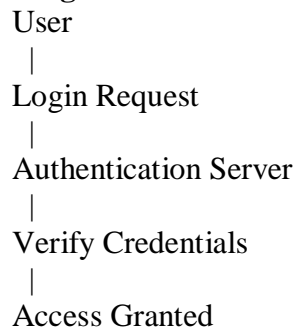 User
|
Login Request
|
Authentication Server
|
Verify Credentials
|
Access Granted